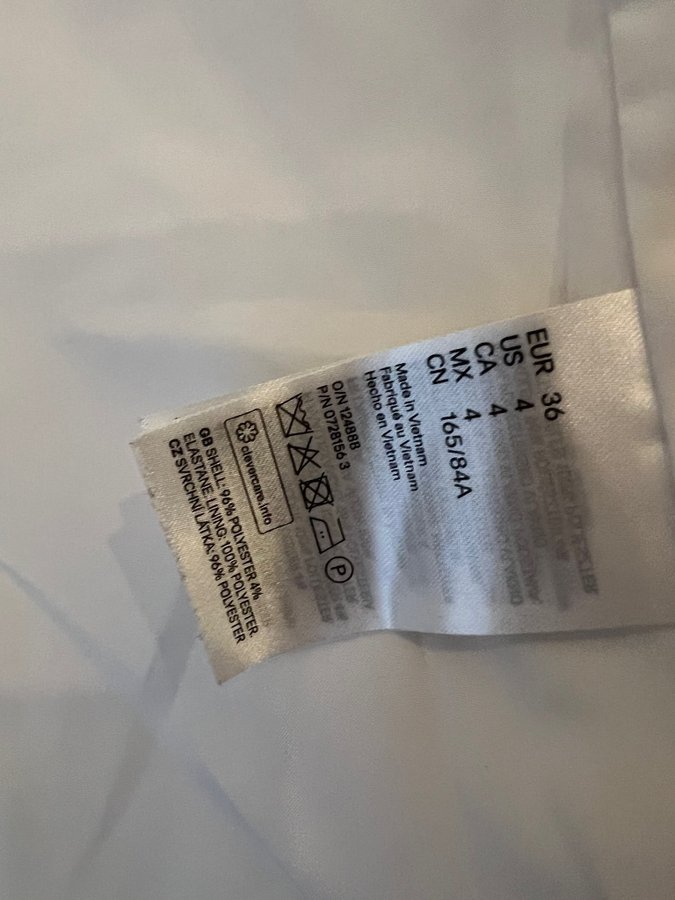 EUR 36
US 4
CA 4
MX 4
CN 165/84A
Made in Vietnam
Fabriqué au Vietnam
Hecho en Vietnam
O/N 124888
P/N 0728156 3
P
clevercare.info
GB SHELL: 96% POLYESTER 4%
ELASTANE. LINING: 100% POLYESTER.
CZ SVRCHNÍ LÁTKA: 96% POLYESTER